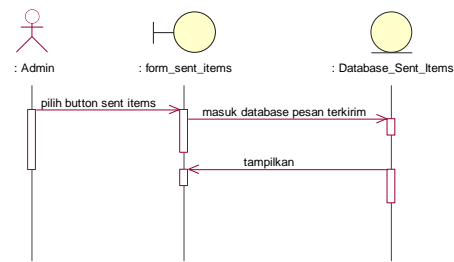 : Admin
: form_sent_items
: Database_Sent_Items
pilih button sent items
masuk database pesan terkirim
tampilkan